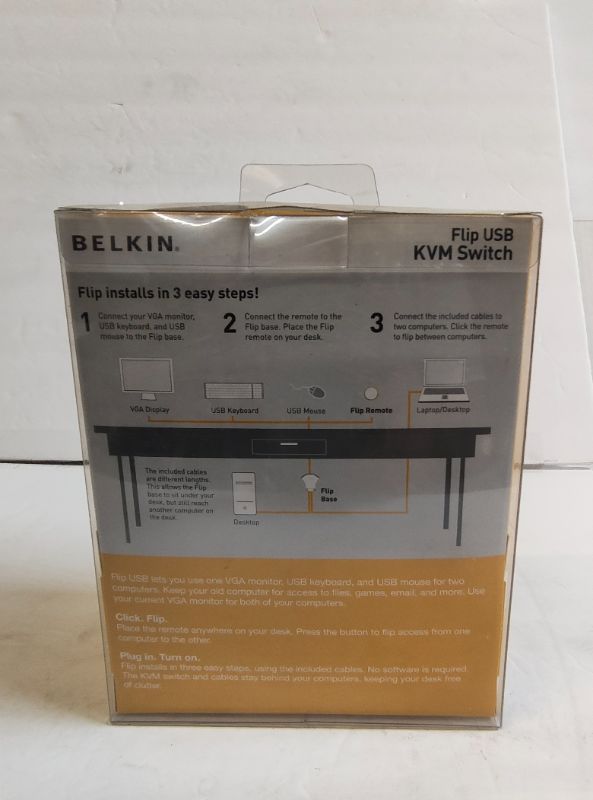 BELKIN®
Flip USB
KVM Switch
Flip installs in 3 easy steps!
1 Connect your VGA monitor,
USB keyboard, and USB
mouse to the Flip base.
2 Connect the remote to the
Flip base. Place the Flip
remote on your desk.
3 Connect the included cables to
two computers. Click the remote
to flip between computers.
VGA Display
USB Keyboard
USB Mouse
Flip Remote
Laptop/Desktop
The included cables
are different lengths.
This allows the Flip
base to sit under your
desk, but still reach
another computer on
the desk.
Desktop
Flip
Base
Flip USB lets you use one VGA monitor, USB keyboard, and USB mouse for two
computers. Keep your old computer for access to files, games, email, and more. Use
your current VGA monitor for both of your computers.
Click. Flip.
Place the remote anywhere on your desk. Press the button to flip access from one
computer to the other.
Plug in. Turn on.
Flip installs in three easy steps, using the included cables. No software is required.
The KVM switch and cables stay behind your computers, keeping your desk free
of clutter.